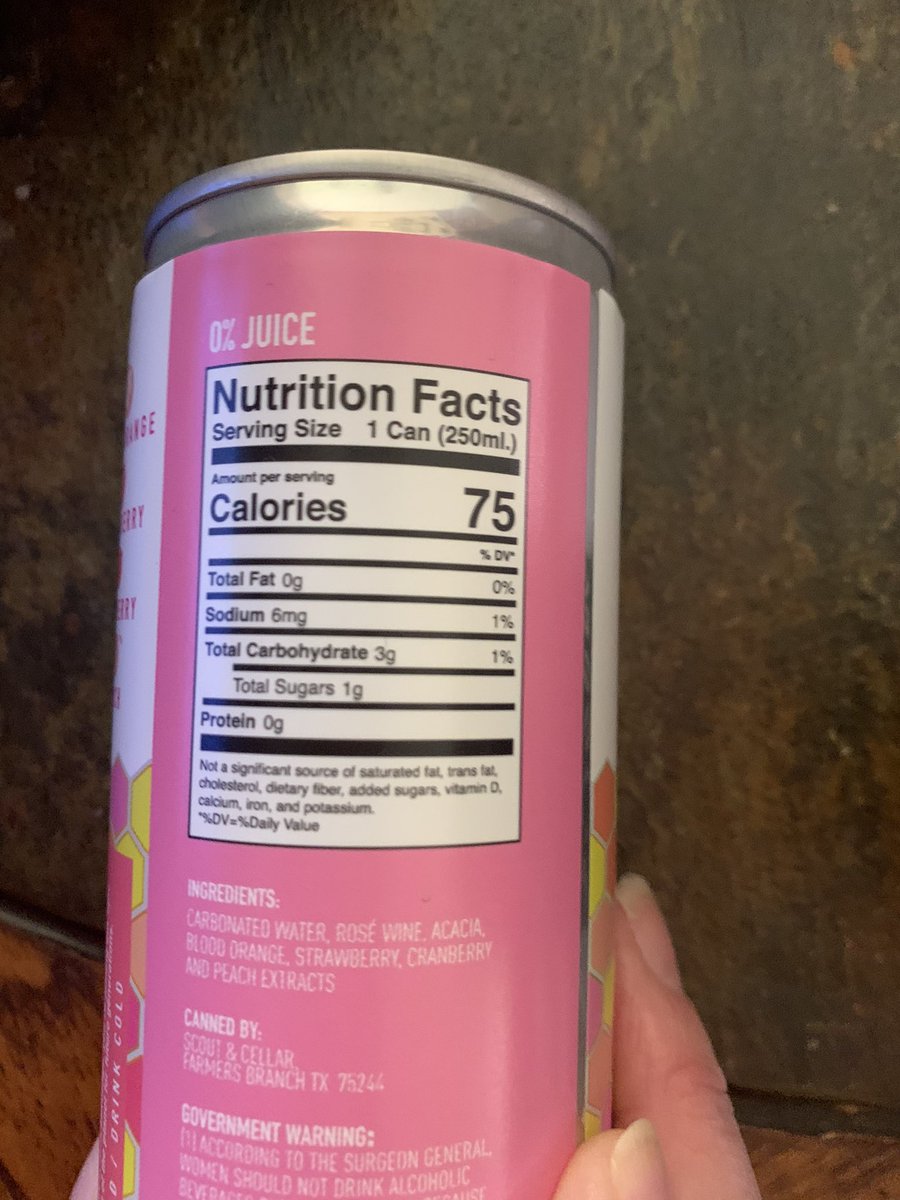 0% JUICE
Nutrition Facts
Serving Size 1 Can (250ml.)
Amount per serving
Calories 75
% DV*
Total Fat 0g 0%
Sodium 6mg 1%
Total Carbohydrate 3g 1%
Total Sugars 1g
Protein 0g
Not a significant source of saturated fat, trans fat,
cholesterol, dietary fiber, added sugars, vitamin D,
calcium, iron, and potassium.
*%DV=%Daily Value
INGREDIENTS:
CARBONATED WATER, ROSÉ WINE, ACACIA,
BLOOD ORANGE, STRAWBERRY, CRANBERRY
AND PEACH EXTRACTS
CANNED BY:
SCOUT & CELLAR,
FARMERS BRANCH TX 75244
GOVERNMENT WARNING:
(1) ACCORDING TO THE SURGEON GENERAL,
WOMEN SHOULD NOT DRINK ALCOHOLIC
DRINK COLD